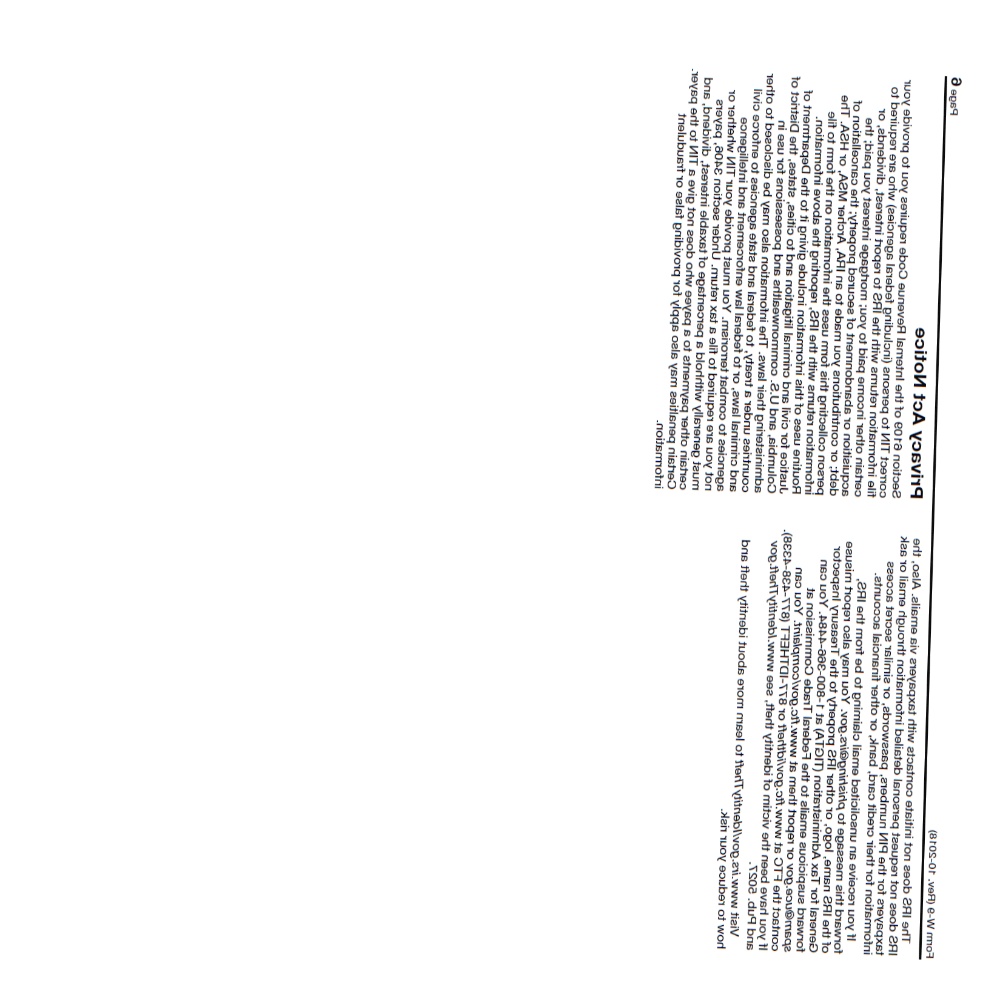 Form W-9 (Rev. 10-2018)
Page 6
The IRS does not initiate contacts with taxpayers via emails. Also, the
IRS does not request personal detailed information through email or ask
taxpayers for the PIN numbers, passwords, or similar secret access
information for their credit card, bank, or other financial accounts.
If you receive an unsolicited email claiming to be from the IRS,
forward this message to phishing@irs.gov. You may also report misuse
of the IRS name, logo, or other IRS property to the Treasury Inspector
General for Tax Administration (TIGTA) at 1-800-366-4484. You can
forward suspicious emails to the Federal Trade Commission at
spam@uce.gov or report them at www.ftc.gov/complaint. You can
contact the FTC at www.ftc.gov/idtheft or 877-IDTHEFT (877-438-4338).
If you have been the victim of identity theft, see www.IdentityTheft.gov
and Pub. 5027.
Visit www.irs.gov/IdentityTheft to learn more about identity theft and
how to reduce your risk.
Privacy Act Notice
Section 6109 of the Internal Revenue Code requires you to provide your
correct TIN to persons (including federal agencies) who are required to
file information returns with the IRS to report interest, dividends, or
certain other income paid to you; mortgage interest you paid; the
acquisition or abandonment of secured property; the cancellation of
debt; or contributions you made to an IRA, Archer MSA, or HSA. The
person collecting this form uses the information on the form to file
information returns with the IRS, reporting the above information.
Routine uses of this information include giving it to the Department of
Justice for civil and criminal litigation and to cities, states, the District of
Columbia, and U.S. commonwealths and possessions for use in
administering their laws. The information also may be disclosed to other
countries under a treaty, to federal and state agencies to enforce civil
and criminal laws, or to federal law enforcement and intelligence
agencies to combat terrorism. You must provide your TIN whether or
not you are required to file a tax return. Under section 3406, payers
must generally withhold a percentage of taxable interest, dividend, and
certain other payments to a payee who does not give a TIN to the payer.
Certain penalties may also apply for providing false or fraudulent
information.